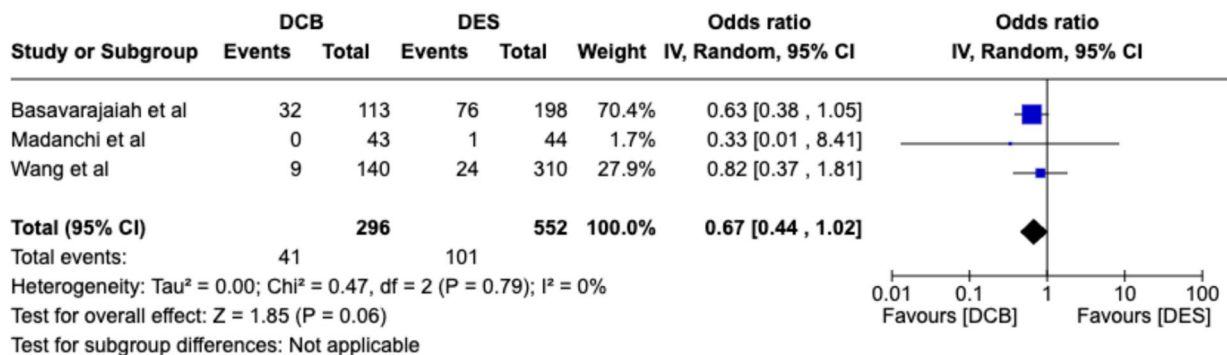 DCB DES Odds ratio Odds ratio
Study or Subgroup Events Total Events Total Weight IV, Random, 95% CI IV, Random, 95% CI
Basavarajaiah et al 32 113 76 198 70.4% 0.63 [0.38 , 1.05]
Madanchi et al 0 43 1 44 1.7% 0.33 [0.01 , 8.41]
Wang et al 9 140 24 310 27.9% 0.82 [0.37 , 1.81]
Total (95% CI) 296 552 100.0% 0.67 [0.44 , 1.02]
Total events: 41 101
Heterogeneity: Tau² = 0.00; Chi² = 0.47, df = 2 (P = 0.79); I² = 0%
0.01 0.1 1 10 100
Test for overall effect: Z = 1.85 (P = 0.06)
Favours [DCB] Favours [DES]
Test for subgroup differences: Not applicable